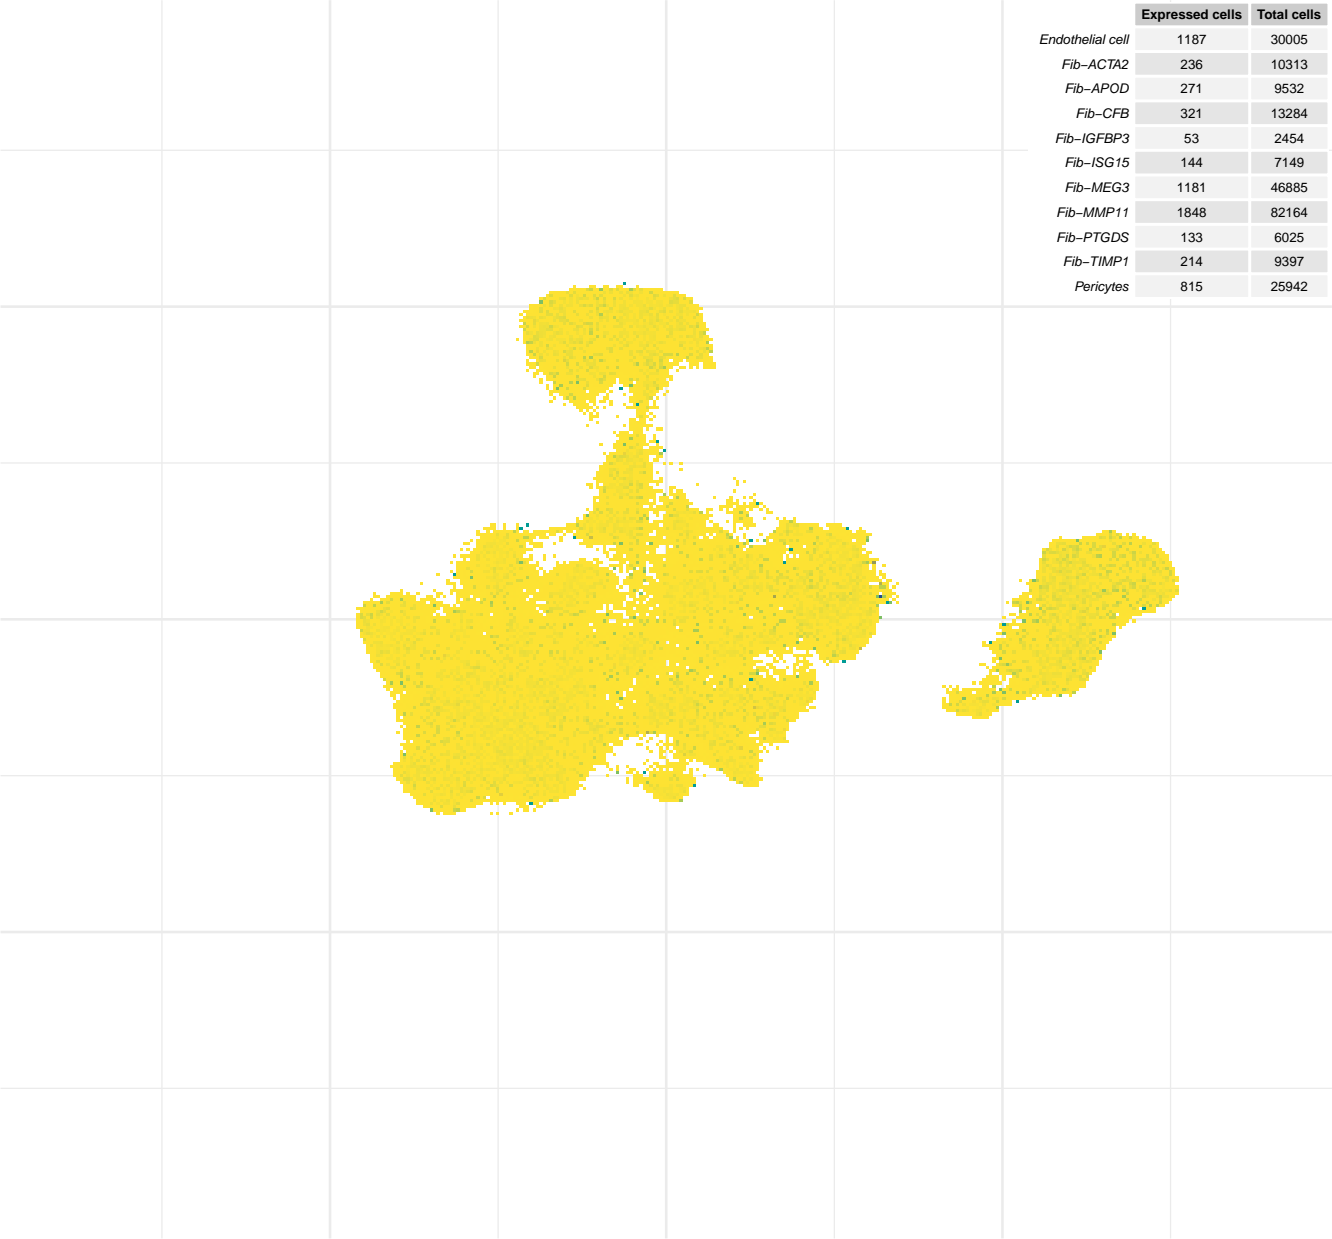 Expressed cells Total cells
Endothelial cell 1187 30005
Fib−ACTA2 236 10313
Fib−APOD 271 9532
Fib−CFB 321 13284
Fib−IGFBP3 53 2454
Fib−ISG15 144 7149
Fib−MEG3 1181 46885
Fib−MMP11 1848 82164
Fib−PTGDS 133 6025
Fib−TIMP1 214 9397
Pericytes 815 25942